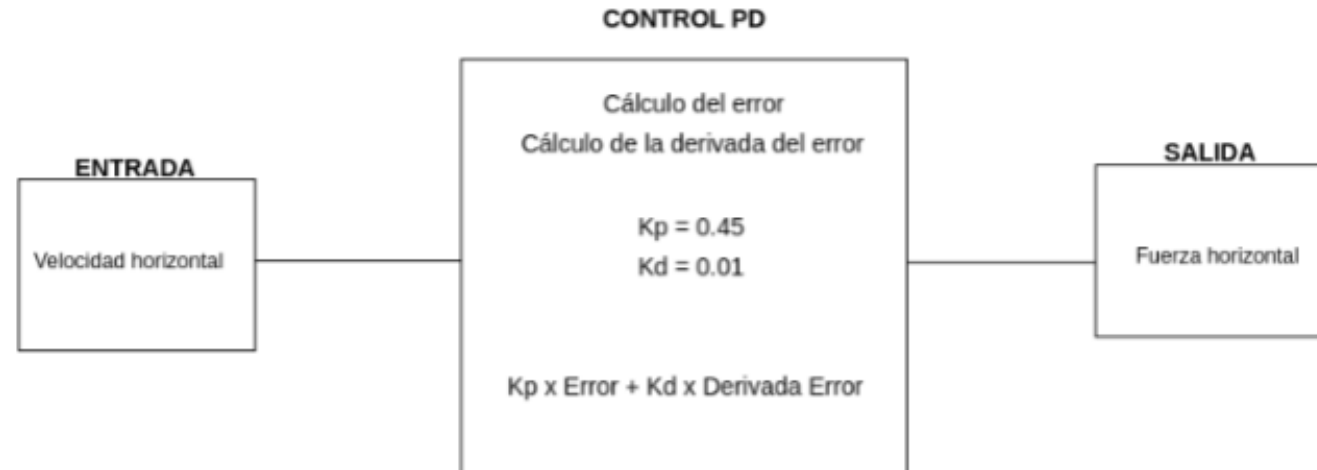 CONTROL PD
Cálculo del error
Cálculo de la derivada del error
ENTRADA
SALIDA
Kp = 0.45
Velocidad horizontal
Fuerza horizontal
Kd = 0.01
Kp x Error + Kd x Derivada Error